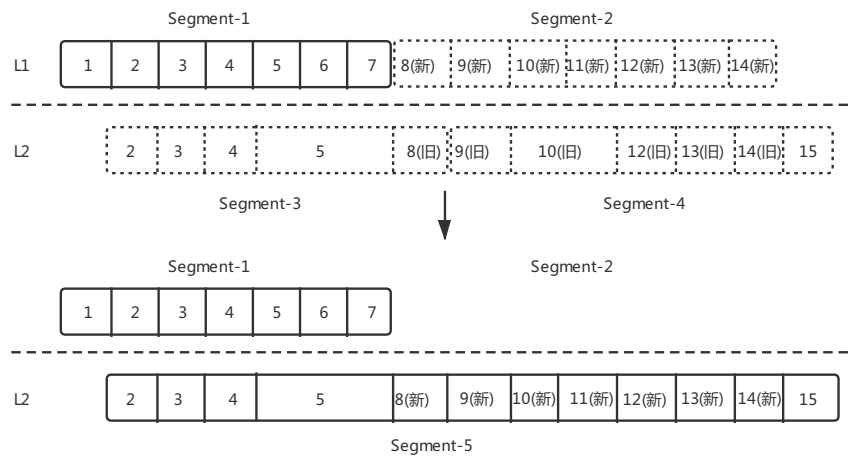 Segment-1 Segment-2
L1 1 2 3 4 5 6 7 8(新) 9(新) 10(新) 11(新) 12(新) 13(新) 14(新)
L2 2 3 4 5 8(旧) 9(旧) 10(旧) 12(旧) 13(旧) 14(旧) 15
Segment-3 Segment-4
Segment-1 Segment-2
1 2 3 4 5 6 7
L2 2 3 4 5 8(新) 9(新) 10(新) 11(新) 12(新) 13(新) 14(新) 15
Segment-5